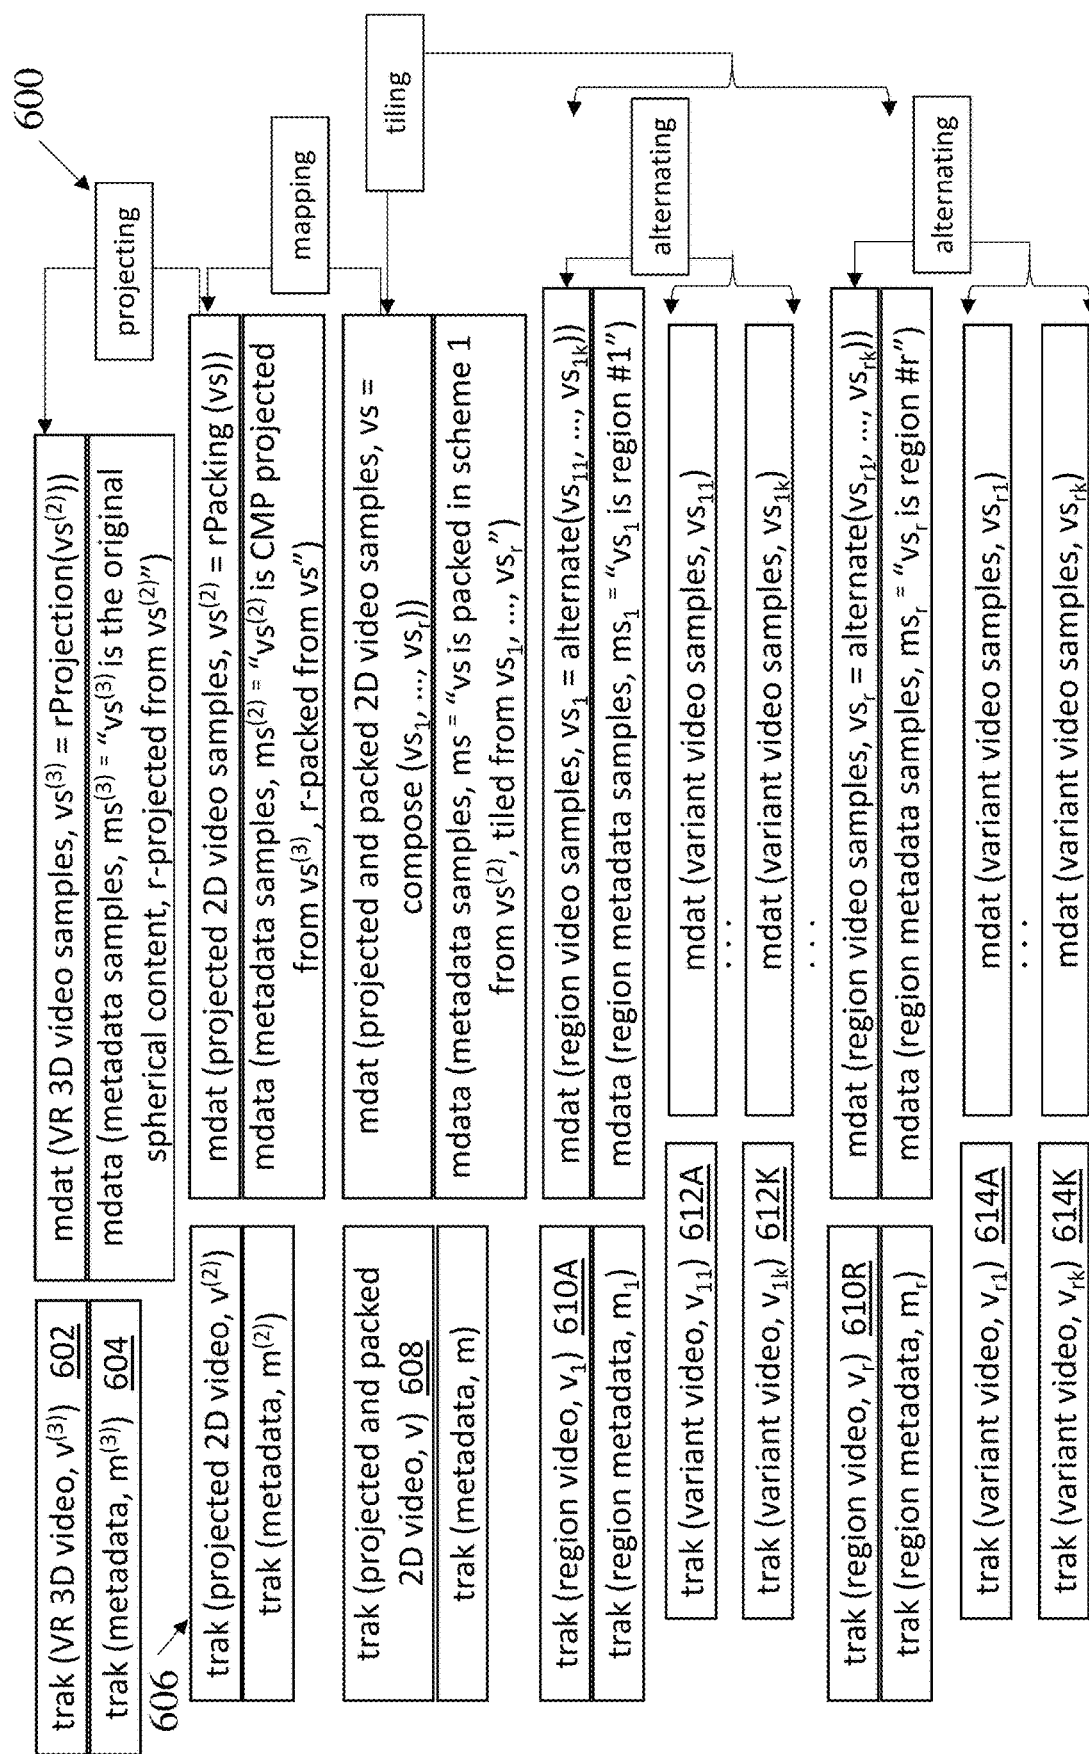 600
projecting
mapping
tiling
alternating
alternating
trak (VR 3D video, v⁽³⁾) 602
trak (metadata, m⁽³⁾) 604
mdat (VR 3D video samples, vs⁽³⁾ = rProjection(vs⁽²⁾))
mdata (metadata samples, ms⁽³⁾ = “vs⁽³⁾ is the original
spherical content, r-projected from vs⁽²⁾”)
606
trak (projected 2D video, v⁽²⁾)
trak (metadata, m⁽²⁾)
mdat (projected 2D video samples, vs⁽²⁾ = rPacking (vs))
mdata (metadata samples, ms⁽²⁾ = “vs⁽²⁾ is CMP projected
from vs⁽³⁾, r-packed from vs”)
trak (projected and packed
2D video, v) 608
trak (metadata, m)
mdat (projected and packed 2D video samples, vs =
compose (vs₁, ..., vsᵣ))
mdata (metadata samples, ms = “vs is packed in scheme 1
from vs⁽²⁾, tiled from vs₁, ..., vsᵣ”)
trak (region video, v₁) 610A
trak (region metadata, m₁)
mdat (region video samples, vs₁ = alternate(vs₁₁, ..., vs₁ₖ))
mdata (region metadata samples, ms₁ = “vs₁ is region #1”)
trak (variant video, v₁₁) 612A
mdat (variant video samples, vs₁₁)
...
trak (variant video, v₁ₖ) 612K
mdat (variant video samples, vs₁ₖ)
...
trak (region video, vᵣ) 610R
trak (region metadata, mᵣ)
mdat (region video samples, vsᵣ = alternate(vsᵣ₁, ..., vsᵣₖ))
mdata (region metadata samples, msᵣ = “vsᵣ is region #r”)
trak (variant video, vᵣ₁) 614A
mdat (variant video samples, vsᵣ₁)
...
trak (variant video, vᵣₖ) 614K
mdat (variant video samples, vsᵣₖ)